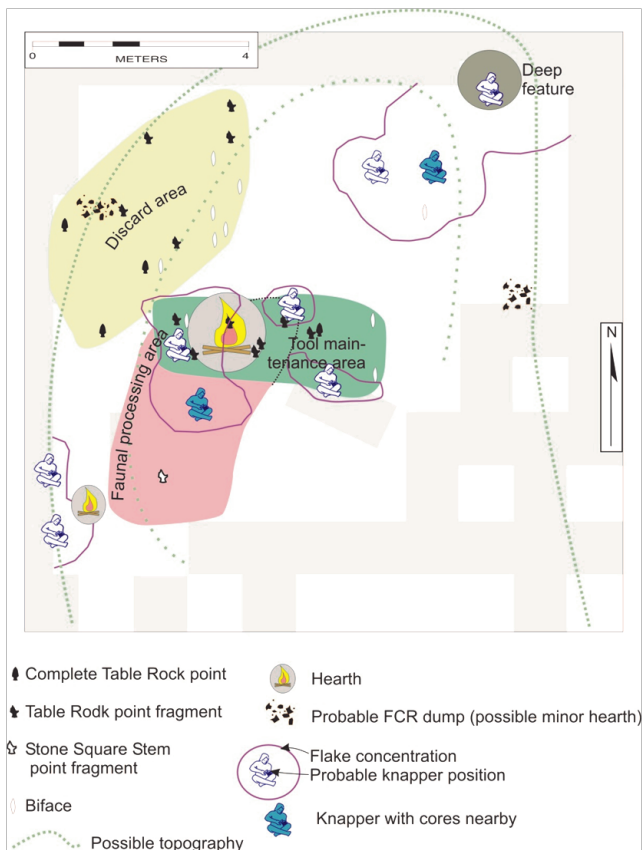 0 4
METERS
Deep
feature
Discard area
Tool main-
tenance area
Faunal processing area
N
Complete Table Rock point
Hearth
Table Rodk point fragment
Probable FCR dump (possible minor hearth)
Stone Square Stem
point fragment
Flake concentration
Probable knapper position
Biface
Knapper with cores nearby
Possible topography